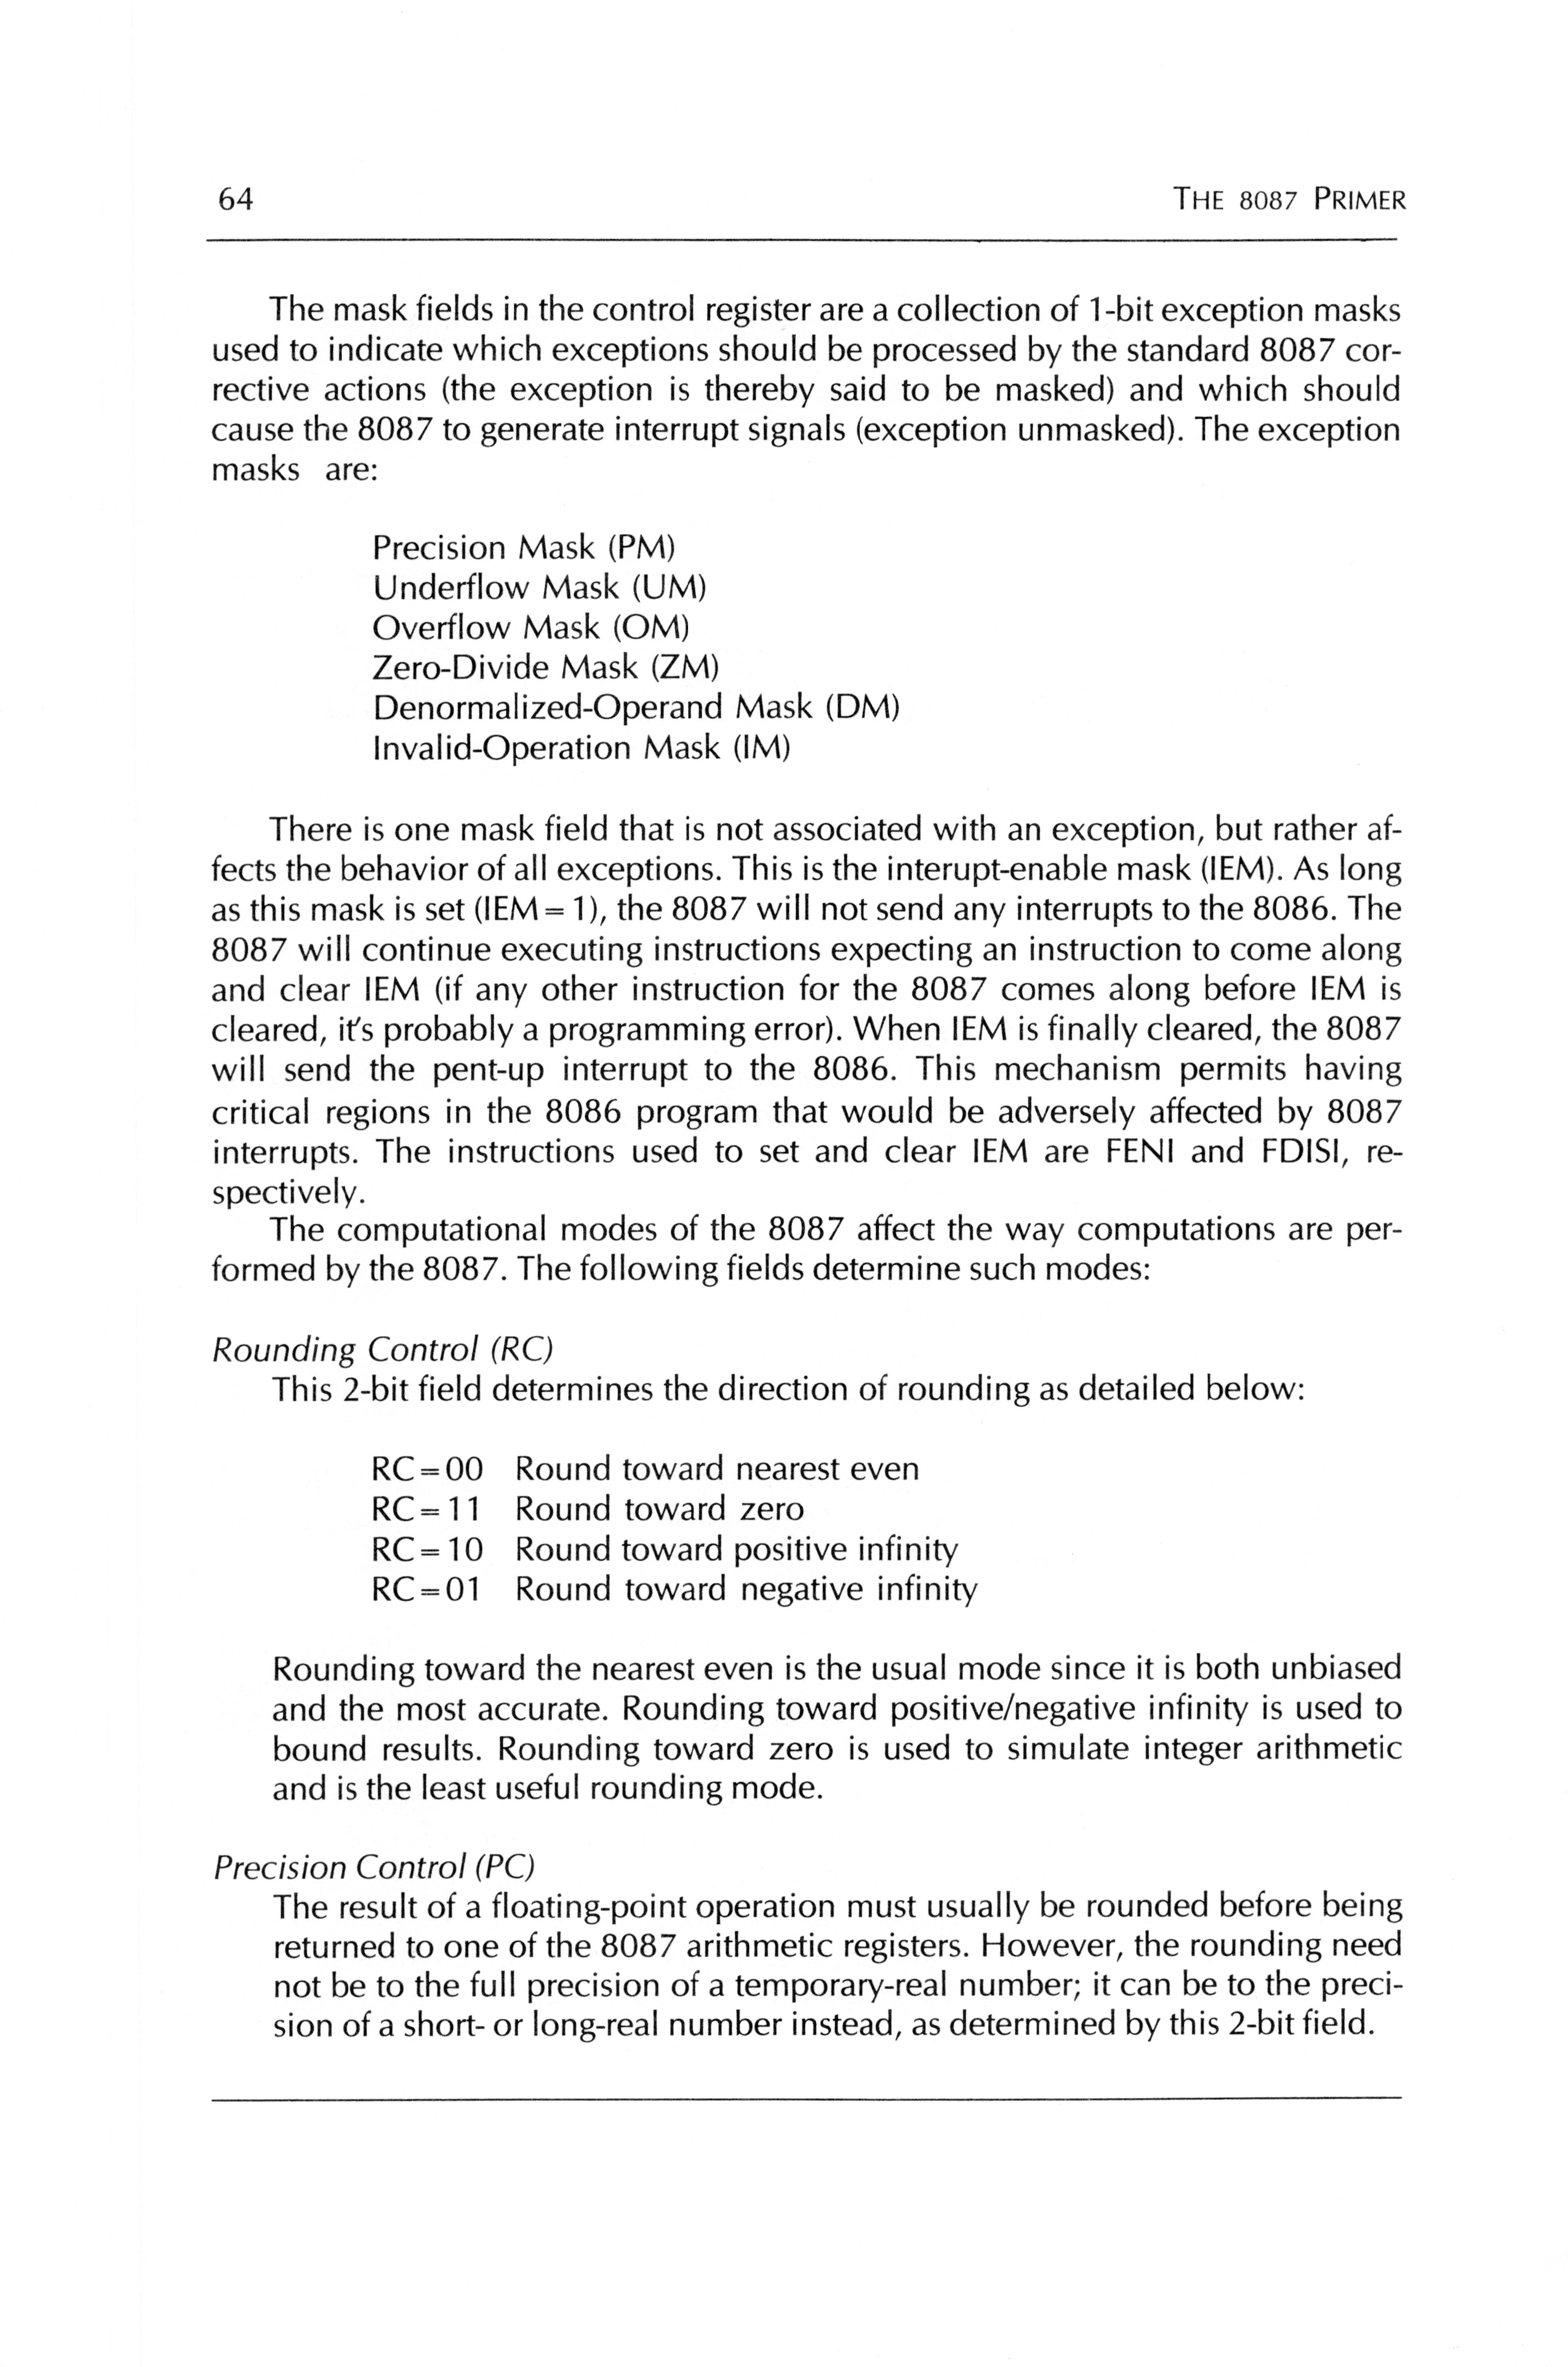 64 THE 8087 PRIMER
The mask fields in the control register are a collection of 1-bit exception masks
used to indicate which exceptions should be processed by the standard 8087 cor-
rective actions (the exception is thereby said to be masked) and which should
cause the 8087 to generate interrupt signals (exception unmasked). The exception
masks are:
Precision Mask (PM)
Underflow Mask (UM)
Overflow Mask (OM)
Zero-Divide Mask (ZM)
Denormalized-Operand Mask (DM)
Invalid-Operation Mask (IM)
There is one mask field that is not associated with an exception, but rather af-
fects the behavior of all exceptions. This is the interupt-enable mask (IEM). As long
as this mask is set (IEM = 1), the 8087 will not send any interrupts to the 8086. The
8087 will continue executing instructions expecting an instruction to come along
and clear IEM (if any other instruction for the 8087 comes along before IEM is
cleared, it's probably a programming error). When IEM is finally cleared, the 8087
will send the pent-up interrupt to the 8086. This mechanism permits having
critical regions in the 8086 program that would be adversely affected by 8087
interrupts. The instructions used to set and clear IEM are FENI and FDISI, re-
spectively.
The computational modes of the 8087 affect the way computations are per-
formed by the 8087. The following fields determine such modes:
Rounding Control (RC)
This 2-bit field determines the direction of rounding as detailed below:
RC = 00 Round toward nearest even
RC = 11 Round toward zero
RC = 10 Round toward positive infinity
RC = 01 Round toward negative infinity
Rounding toward the nearest even is the usual mode since it is both unbiased
and the most accurate. Rounding toward positive/negative infinity is used to
bound results. Rounding toward zero is used to simulate integer arithmetic
and is the least useful rounding mode.
Precision Control (PC)
The result of a floating-point operation must usually be rounded before being
returned to one of the 8087 arithmetic registers. However, the rounding need
not be to the full precision of a temporary-real number; it can be to the preci-
sion of a short- or long-real number instead, as determined by this 2-bit field.